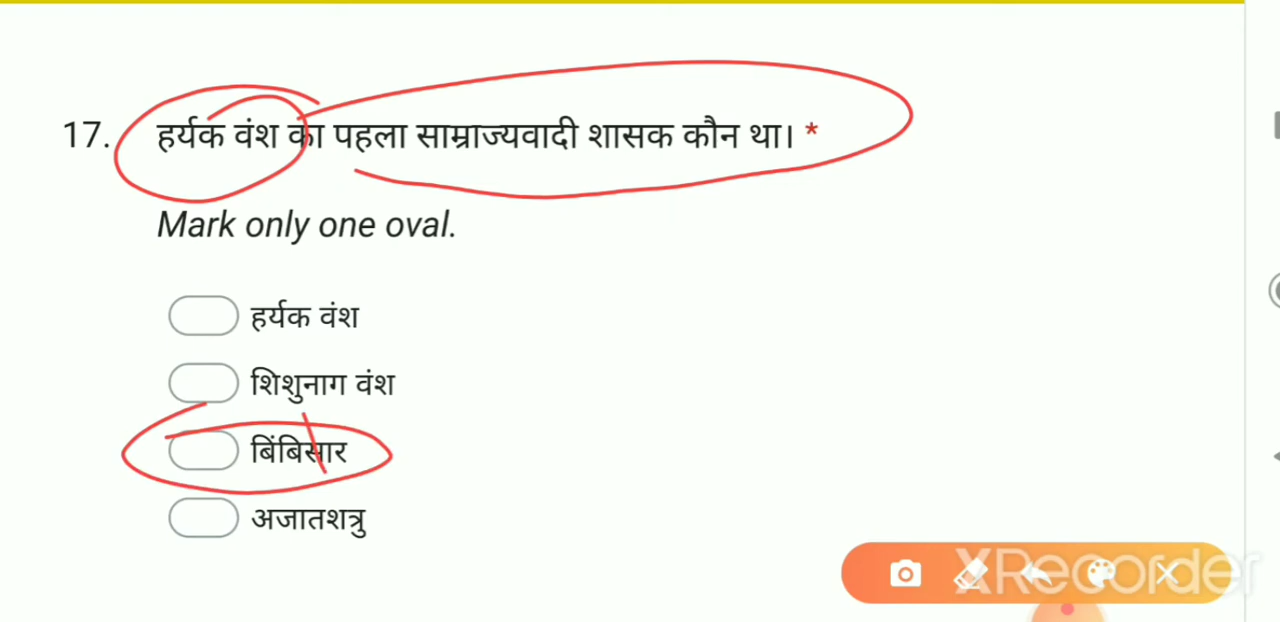 17. हर्यक वंश का पहला साम्राज्यवादी शासक कौन था। *
Mark only one oval.
हर्यक वंश
शिशुनाग वंश
बिंबिसार
अजातशत्रु
XRecorder